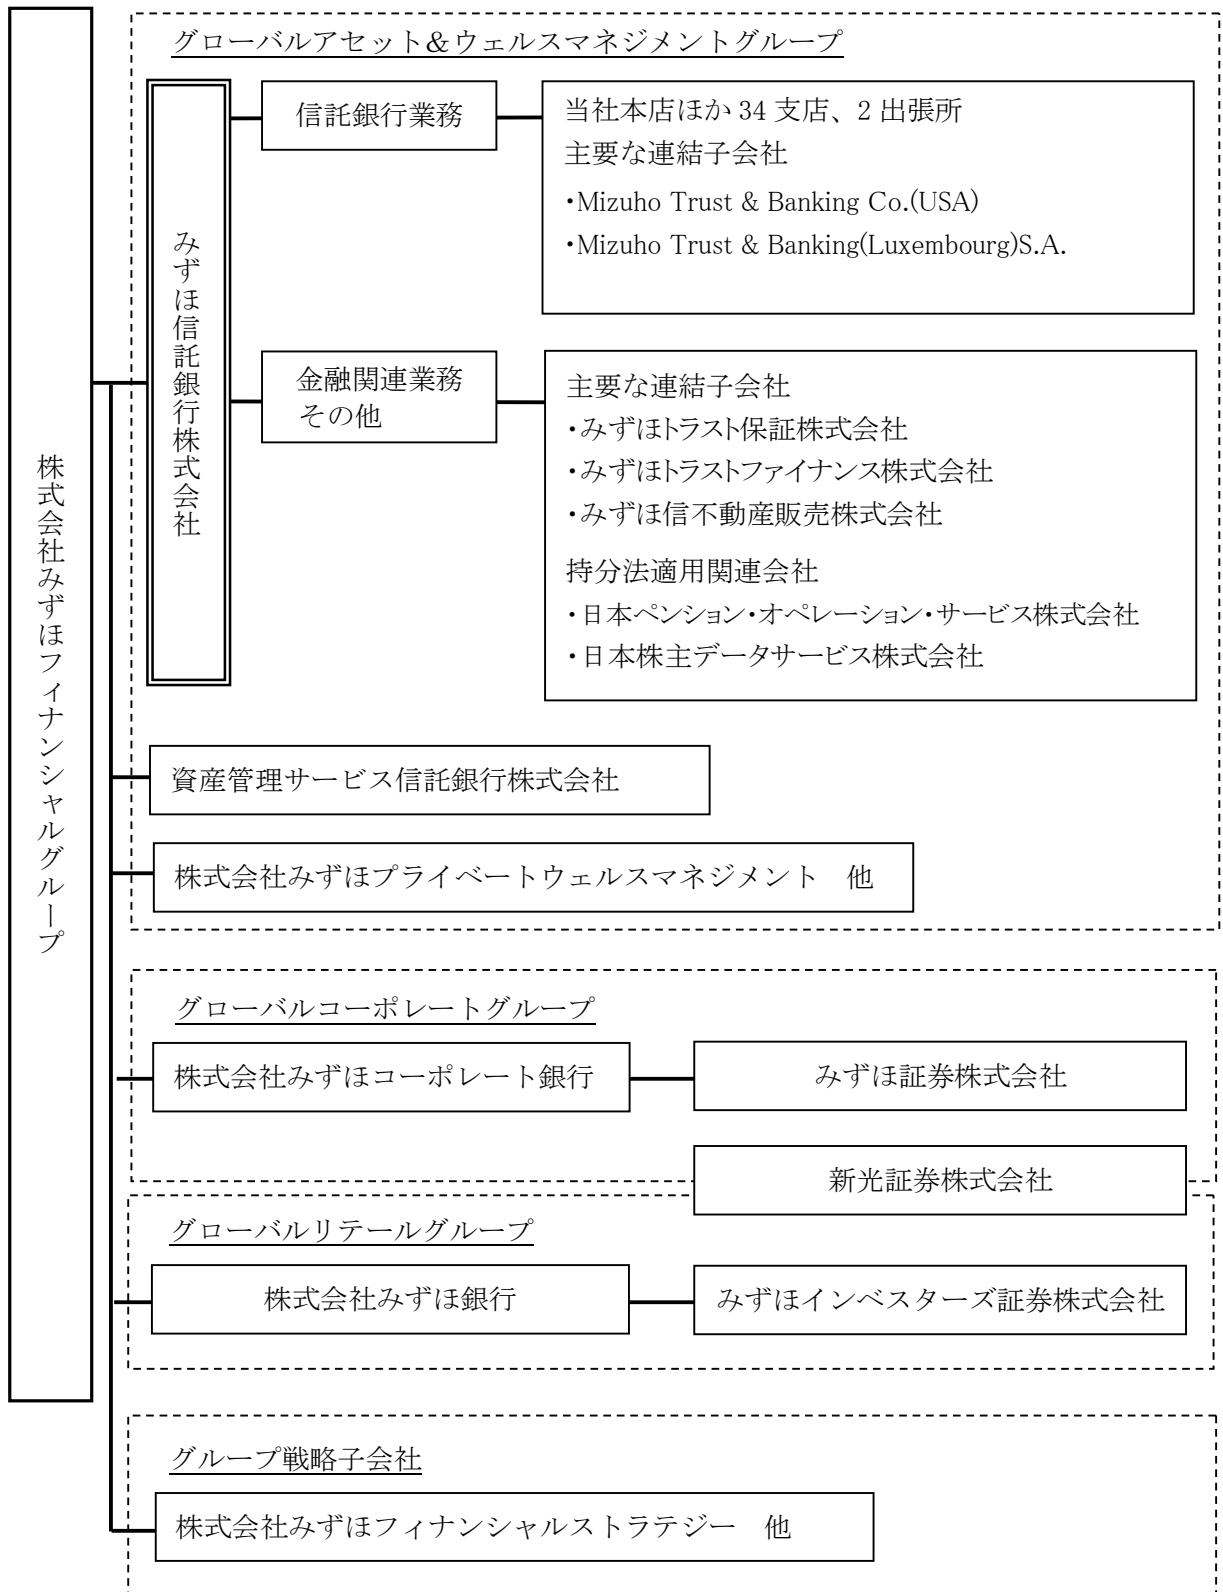 株式会社みずほフィナンシャルグループ
グローバルアセット＆ウェルスマネジメントグループ
みずほ信託銀行株式会社
信託銀行業務
当社本店ほか 34 支店、2 出張所
主要な連結子会社
・Mizuho Trust & Banking Co.(USA)
・Mizuho Trust & Banking(Luxembourg)S.A.
金融関連業務
その他
主要な連結子会社
・みずほトラスト保証株式会社
・みずほトラストファイナンス株式会社
・みずほ信不動産販売株式会社
持分法適用関連会社
・日本ペンション・オペレーション・サービス株式会社
・日本株主データサービス株式会社
資産管理サービス信託銀行株式会社
株式会社みずほプライベートウェルスマネジメント　他
グローバルコーポレートグループ
株式会社みずほコーポレート銀行
みずほ証券株式会社
新光証券株式会社
グローバルリテールグループ
株式会社みずほ銀行
みずほインベスターズ証券株式会社
グループ戦略子会社
株式会社みずほフィナンシャルストラテジー　他